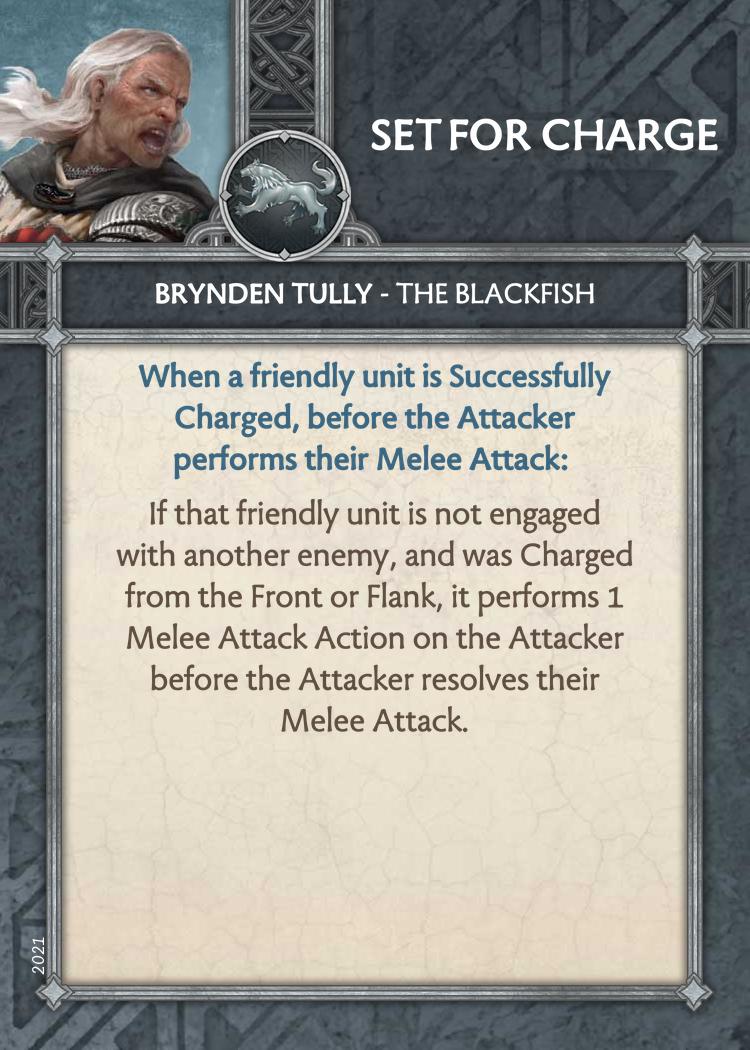 SET FOR CHARGE
BRYNDEN TULLY - THE BLACKFISH
When a friendly unit is Successfully
Charged, before the Attacker
performs their Melee Attack:
If that friendly unit is not engaged
with another enemy, and was Charged
from the Front or Flank, it performs 1
Melee Attack Action on the Attacker
before the Attacker resolves their
Melee Attack.
2021